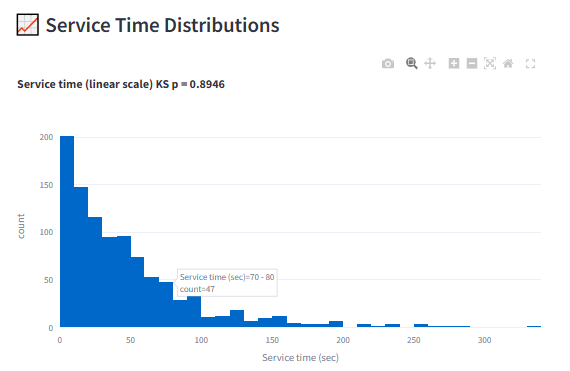 Service Time Distributions
Service time (linear scale) KS p = 0.8946
200
150
100
50
0
count
Service time (sec)=70 - 80
count=47
0 50 100 150 200 250 300
Service time (sec)